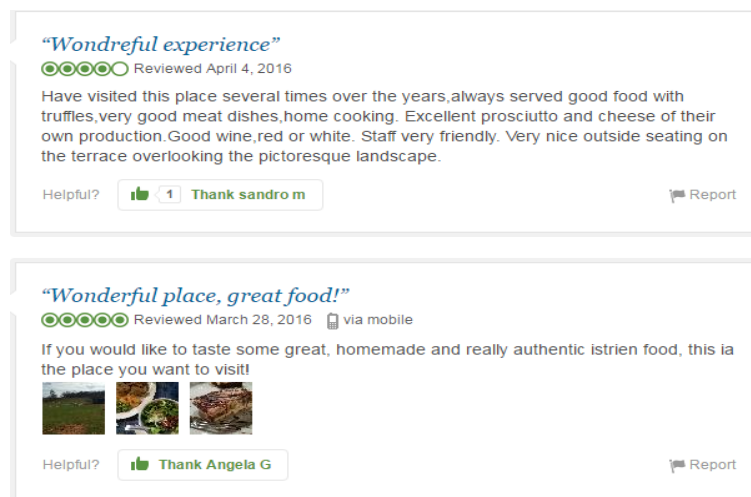 “Wondreful experience”
Reviewed April 4, 2016
Have visited this place several times over the years,always served good food with
truffles,very good meat dishes,home cooking. Excellent prosciutto and cheese of their
own production.Good wine,red or white. Staff very friendly. Very nice outside seating on
the terrace overlooking the pictoresque landscape.
Helpful? 1 Thank sandro m Report
“Wonderful place, great food!”
Reviewed March 28, 2016 via mobile
If you would like to taste some great, homemade and really authentic istrien food, this ia
the place you want to visit!
Helpful? Thank Angela G Report